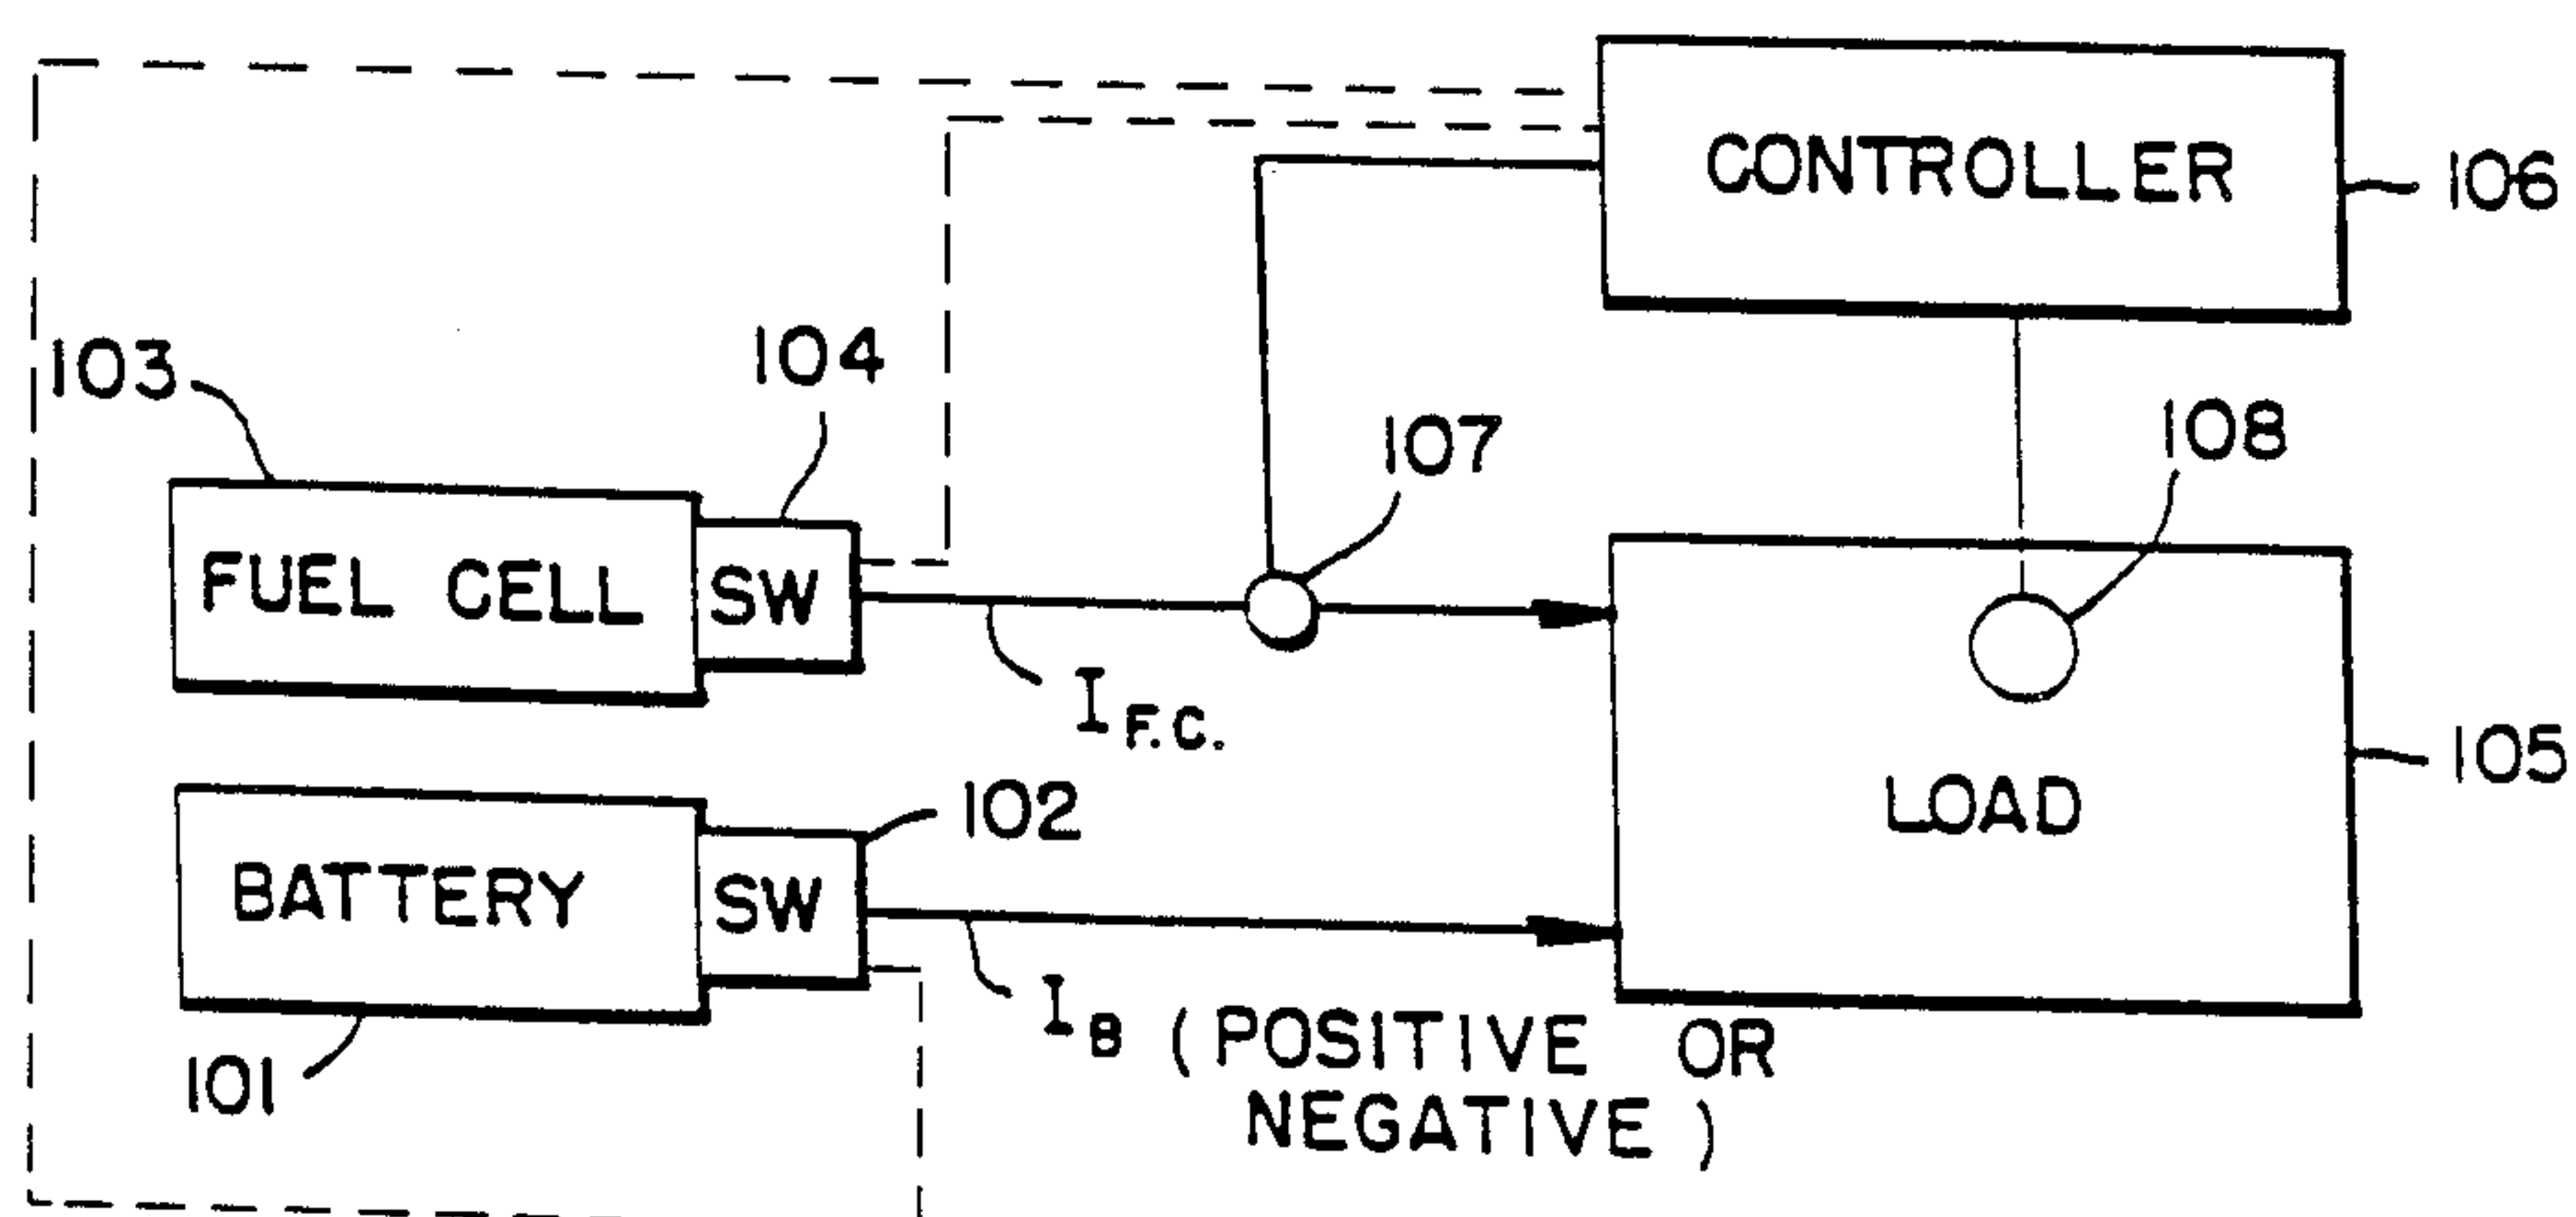 CONTROLLER
106
103
104
107
108
FUEL CELL
SW
I F.C.
105
LOAD
102
BATTERY
SW
I B (POSITIVE OR
NEGATIVE)
101